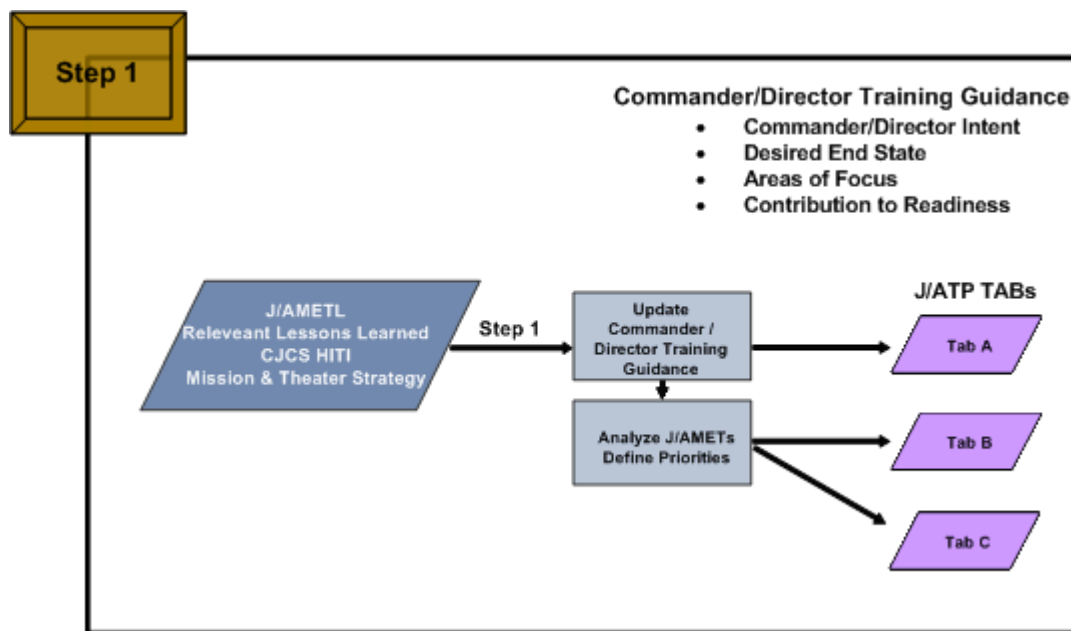 Step 1
Commander/Director Training Guidance
• Commander/Director Intent
• Desired End State
• Areas of Focus
• Contribution to Readiness
J/AMETL
Releveant Lessons Learned
CJCS HITI
Mission & Theater Strategy
Step 1
Update
Commander /
Director Training
Guidance
Analyze J/AMETs
Define Priorities
J/ATP TABs
Tab A
Tab B
Tab C